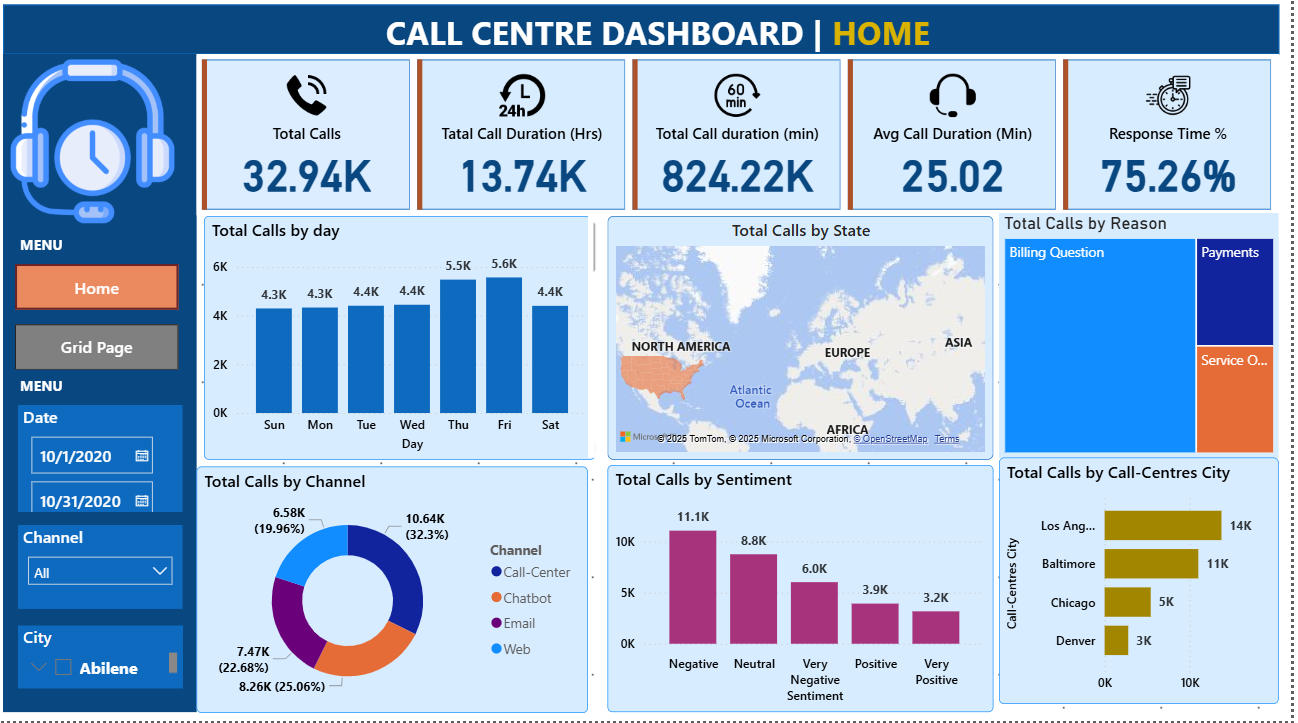 CALL CENTRE DASHBOARD | HOME
Total Calls
32.94K
24h
Tatal Call Duration (Hrs)
13.74K
60
min
Total Call duration (min)
824.22K
Avg Call Duration (Min)
25.02
Response Time %
75.26%
MENU
Home
Grid Page
MENU
Date
10/1/2020
10/31/2020
Channel
All
City
Abilene
Total Calls by day
6K
4K
2K
0K
4.3K
4.3K
4.4K
4.4K
5.5K
5.6K
4.4K
Sun
Mon
Tue
Wed
Thu
Fri
Sat
Day
Total Calls by State
NORTH AMERICA
EUROPE
ASIA
Atlantic
Ocean
AFRICA
© 2025 TomTom, © 2025 Microsoft Corporation, © OpenStreetMap Terms
Total Calls by Reason
Billing Question
Payments
Service O...
Total Calls by Channel
6.58K
(19.96%)
10.64K
(32.3%)
7.47K
(22.68%)
8.26K (25.06%)
Channel
Call-Center
Chatbot
Email
Web
Total Calls by Sentiment
10K
5K
0K
11.1K
8.8K
6.0K
3.9K
3.2K
Negative
Neutral
Very
Negative
Sentiment
Positive
Very
Positive
Total Calls by Call-Centres City
Call-Centres City
Los Ang...
14K
Baltimore
11K
Chicago
5K
Denver
3K
0K
10K